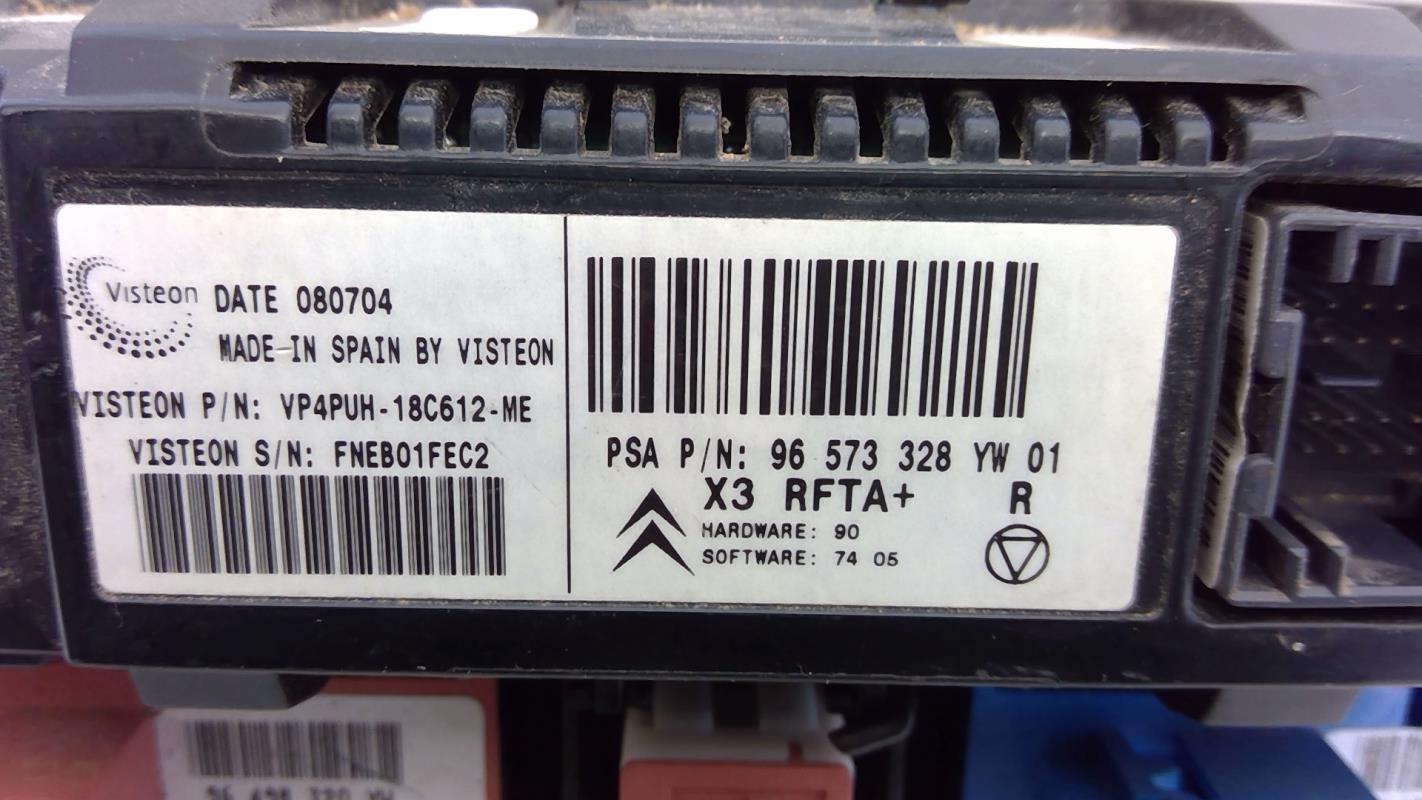 Visteon
DATE 080704
MADE IN SPAIN BY VISTEON
VISTEON P/N: VP4PUH-18C612-ME
VISTEON S/N: FNEB01FEC2
PSA P/N: 96 573 328 YW 01
X3 RFTA+ R
HARDWARE: 90
SOFTWARE: 74 05